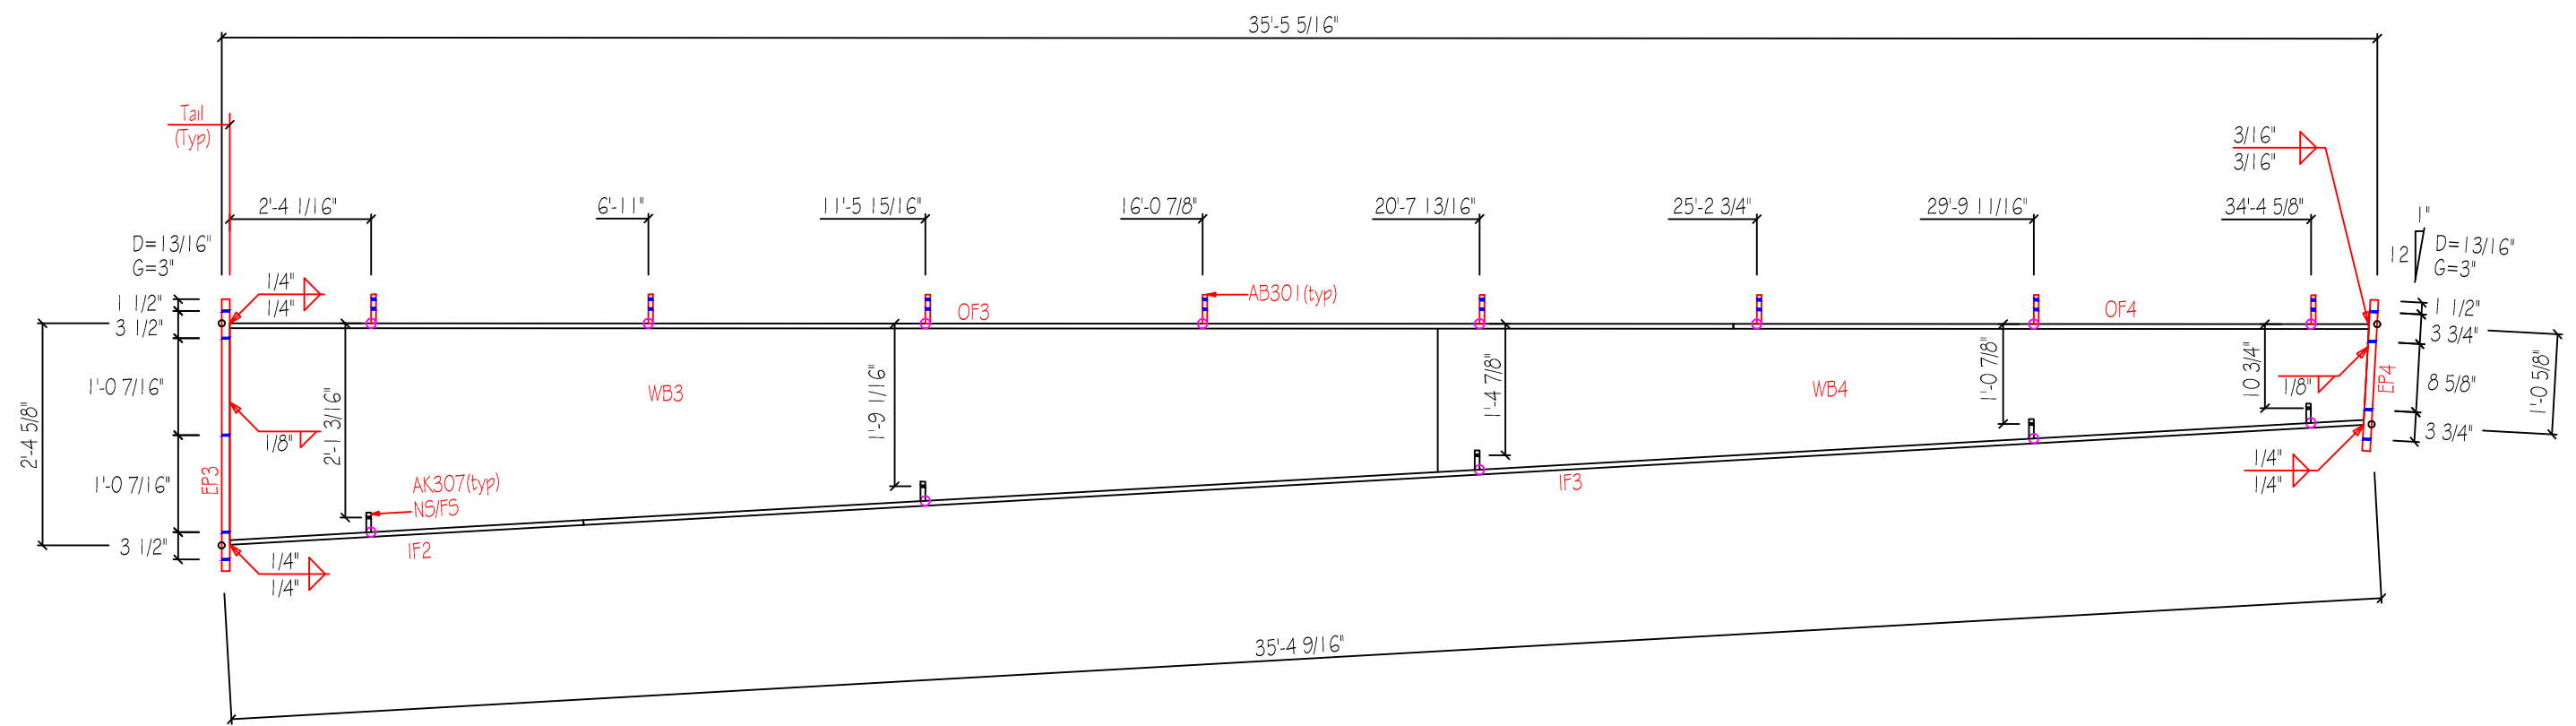 35'-5 5/16"
Tail
(Typ)
3/16"
3/16"
2'-4 1/16"
6'-11"
11'-5 15/16"
16'-0 7/8"
20'-7 13/16"
25'-2 3/4"
29'-9 11/16"
34'-4 5/8"
1"
12
D=13/16"
G=3"
D=13/16"
G=3"
1/4"
1/4"
AB301(typ)
OF3
OF4
1 1/2"
3 1/2"
1'-0 7/16"
1'-0 7/16"
3 1/2"
2'-4 5/8"
EP3
1/8"
2'-1 3/16"
WB3
1'-9 1/16"
1'-4 7/8"
WB4
1'-0 7/8"
10 3/4"
1/8"
EP4
1 1/2"
3 3/4"
8 5/8"
3 3/4"
1'-0 5/8"
AK307(typ)
NS/FS
IF2
IF3
1/4"
1/4"
1/4"
1/4"
35'-4 9/16"